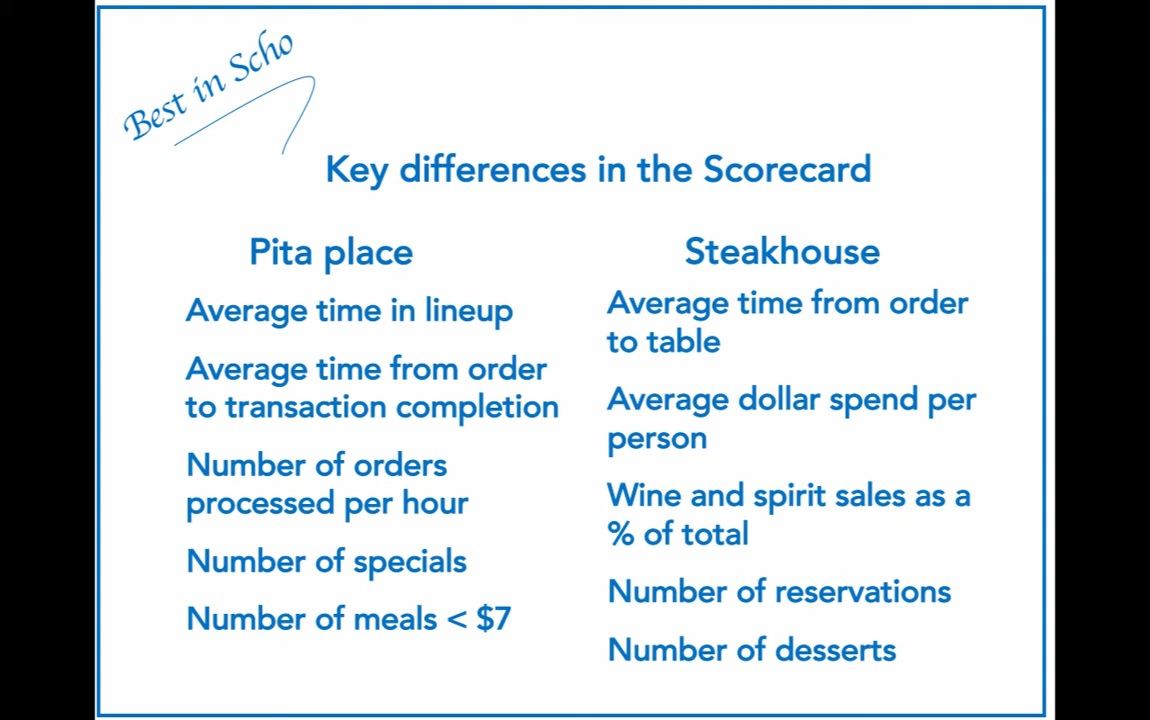 Best in Scho
Key differences in the Scorecard
Pita place
Average time in lineup
Average time from order
to transaction completion
Number of orders
processed per hour
Number of specials
Number of meals < $7
Steakhouse
Average time from order
to table
Average dollar spend per
person
Wine and spirit sales as a
% of total
Number of reservations
Number of desserts